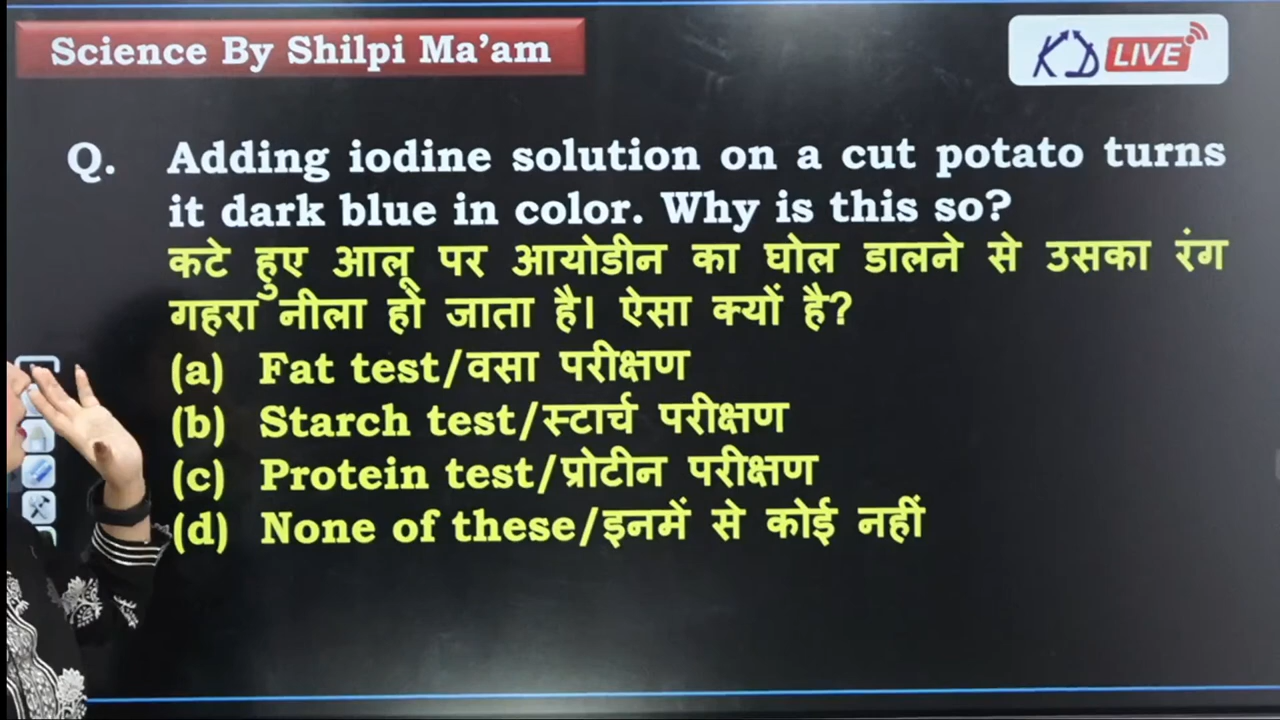 Science By Shilpi Ma’am
KD LIVE
Q. Adding iodine solution on a cut potato turns
it dark blue in color. Why is this so?
कटे हुए आलू पर आयोडीन का घोल डालने से उसका रंग
गहरा नीला हो जाता है। ऐसा क्यों है?
(a) Fat test/वसा परीक्षण
(b) Starch test/स्टार्च परीक्षण
(c) Protein test/प्रोटीन परीक्षण
(d) None of these/इनमें से कोई नहीं